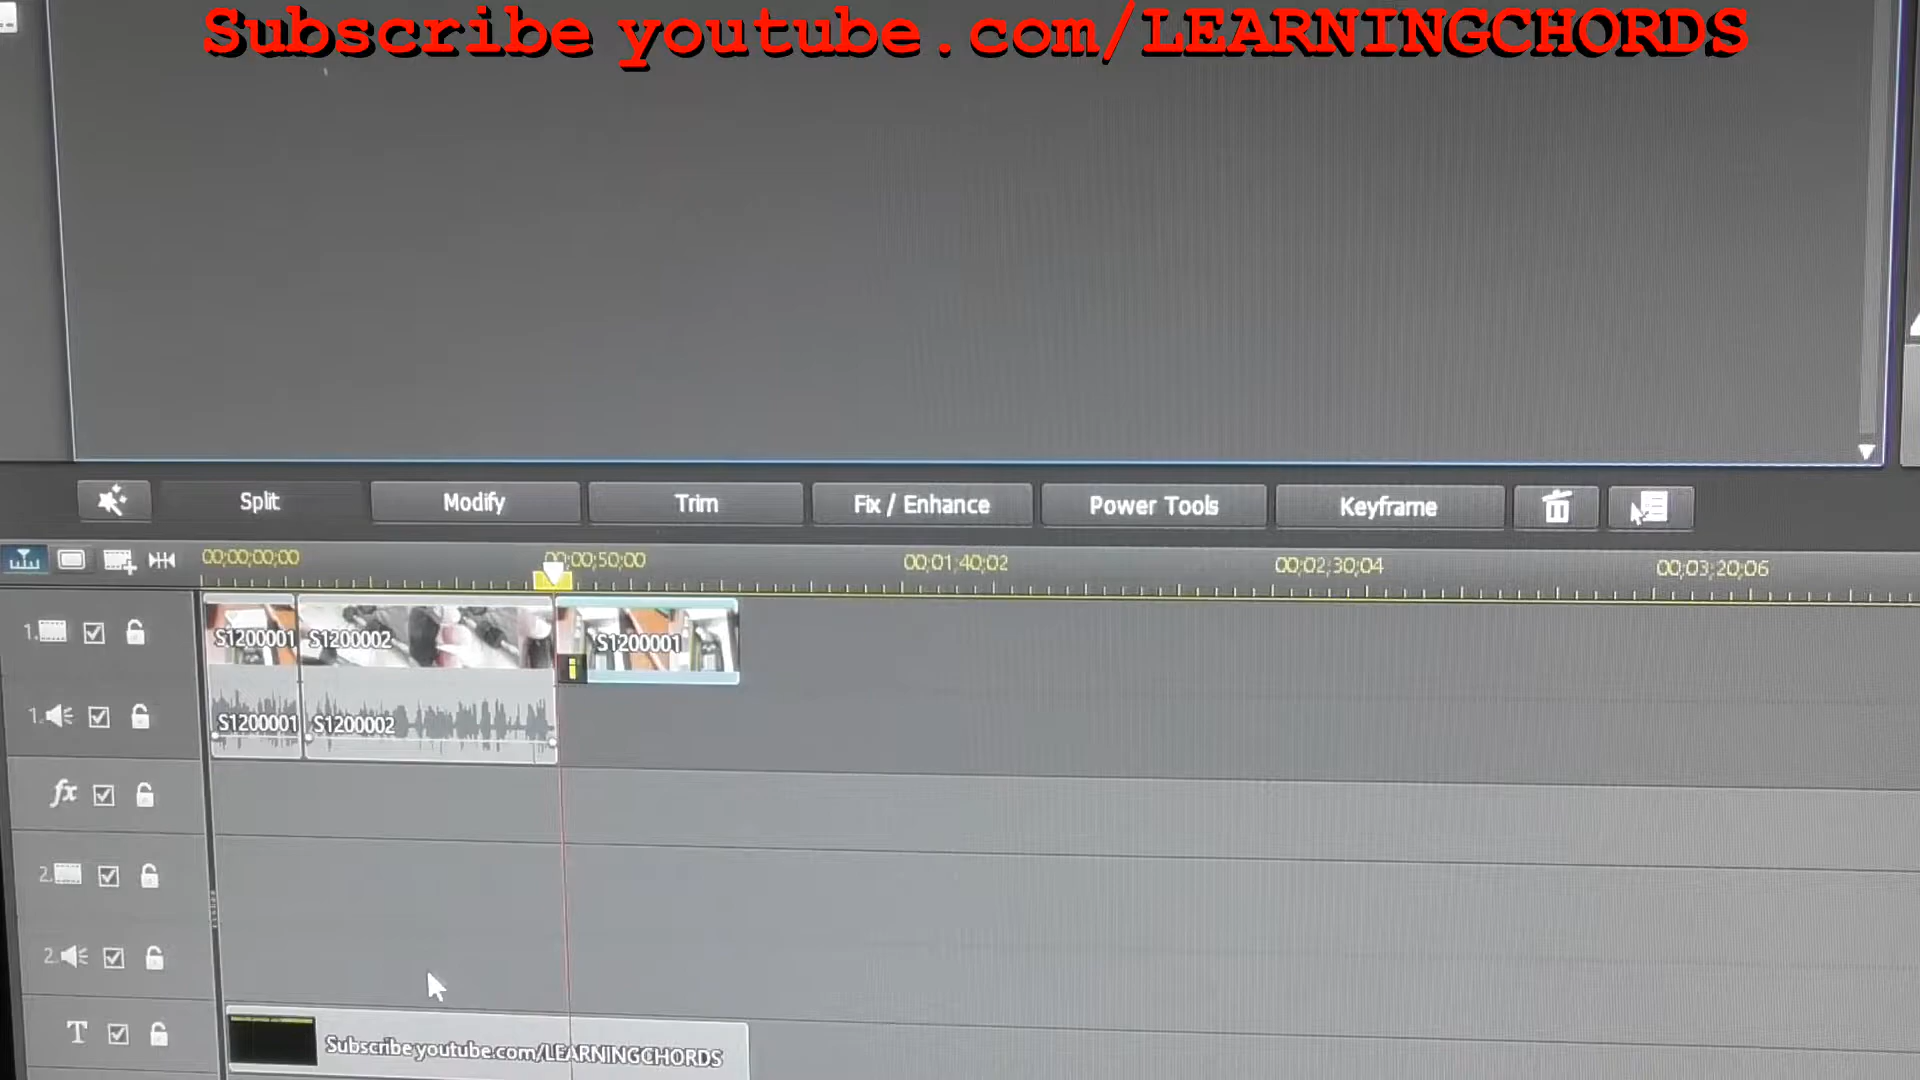 Subscribe youtube.com/LEARNINGCHORDS
Split Modify Trim Fix / Enhance Power Tools Keyframe
00;00;00;00 00;00;50;00 00;01;40;02 00;02;30;04 00;03;20;06
1. S1200001 S1200002 S1200001
1. S1200001 S1200002
fx
2.
2.
T Subscribe youtube.com/LEARNINGCHORDS